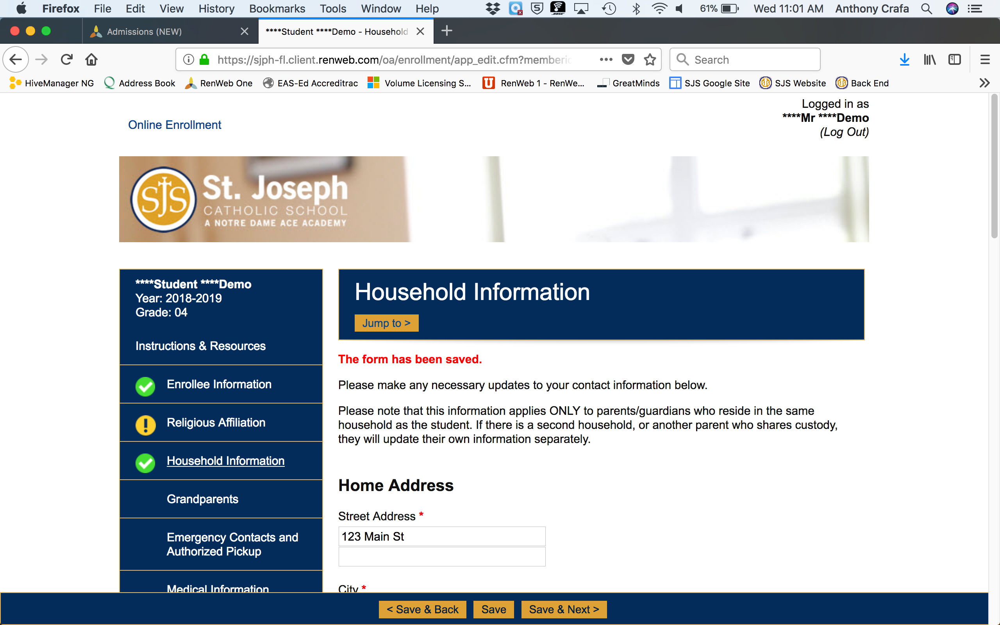 Firefox File Edit View History Bookmarks Tools Window Help 61% Wed 11:01 AM Anthony Crafa
Admissions (NEW) ****Student ****Demo - Household
https://sjph-fl.client.renweb.com/oa/enrollment/app_edit.cfm?memberic Search
HiveManager NG Address Book RenWeb One EAS-Ed Accreditrac Volume Licensing S... RenWeb 1 - RenWe... GreatMinds SJS Google Site SJS Website Back End
Logged in as
****Mr ****Demo
(Log Out)
Online Enrollment
SJS
St. Joseph
CATHOLIC SCHOOL
A NOTRE DAME ACE ACADEMY
****Student ****Demo
Year: 2018-2019
Grade: 04
Instructions & Resources
Enrollee Information
Religious Affiliation
Household Information
Grandparents
Emergency Contacts and
Authorized Pickup
Medical Information
Household Information
Jump to >
The form has been saved.
Please make any necessary updates to your contact information below.
Please note that this information applies ONLY to parents/guardians who reside in the same
household as the student. If there is a second household, or another parent who shares custody,
they will update their own information separately.
Home Address
Street Address *
123 Main St
City *
< Save & Back Save Save & Next >